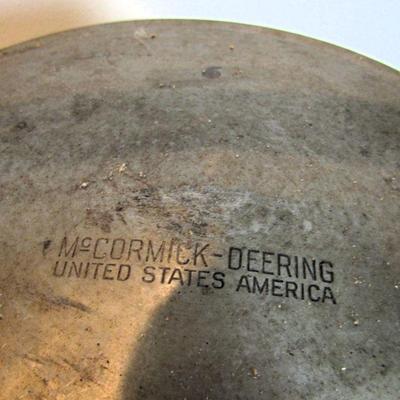 McCORMICK-DEERING
UNITED STATES AMERICA